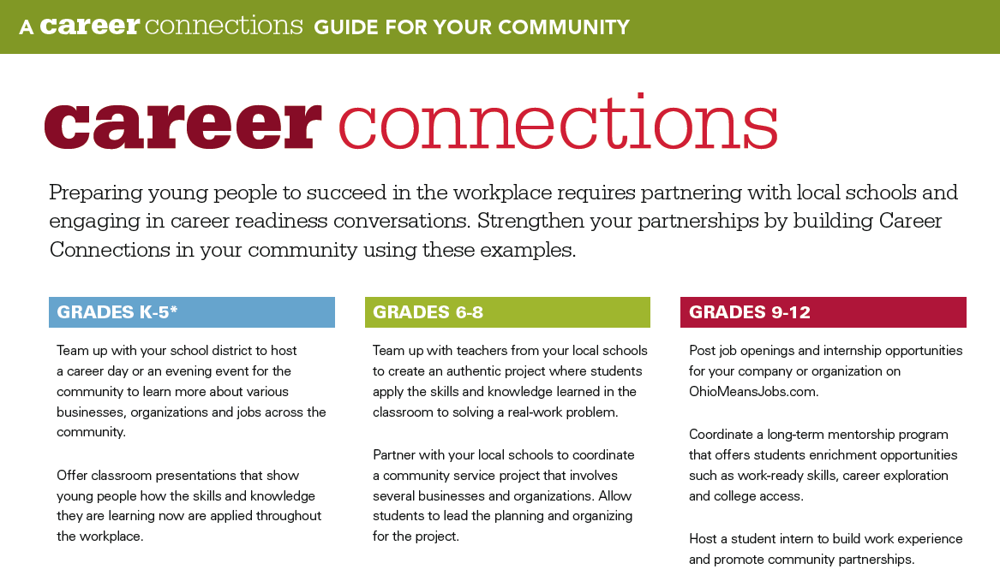 A career connections GUIDE FOR YOUR COMMUNITY
career connections
Preparing young people to succeed in the workplace requires partnering with local schools and
engaging in career readiness conversations. Strengthen your partnerships by building Career
Connections in your community using these examples.
GRADES K-5*
Team up with your school district to host
a career day or an evening event for the
community to learn more about various
businesses, organizations and jobs across the
community.
Offer classroom presentations that show
young people how the skills and knowledge
they are learning now are applied throughout
the workplace.
GRADES 6-8
Team up with teachers from your local schools
to create an authentic project where students
apply the skills and knowledge learned in the
classroom to solving a real-work problem.
Partner with your local schools to coordinate
a community service project that involves
several businesses and organizations. Allow
students to lead the planning and organizing
for the project.
GRADES 9-12
Post job openings and internship opportunities
for your company or organization on
OhioMeansJobs.com.
Coordinate a long-term mentorship program
that offers students enrichment opportunities
such as work-ready skills, career exploration
and college access.
Host a student intern to build work experience
and promote community partnerships.